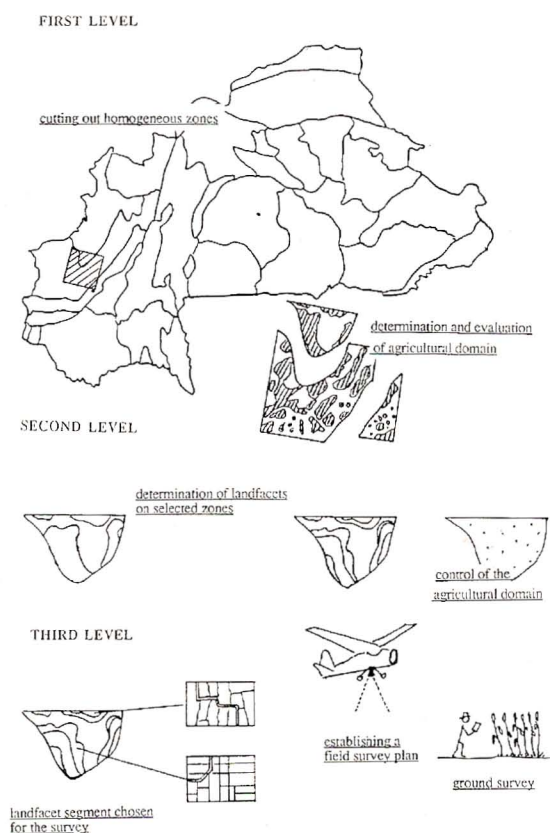 FIRST LEVEL
cutting out homogeneous zones
determination and evaluation
of agricultural domain
SECOND LEVEL
determination of landfacets
on selected zones
control of the
agricultural domain
THIRD LEVEL
establishing a
field survey plan
ground survey
landfacet segment chosen
for the survey